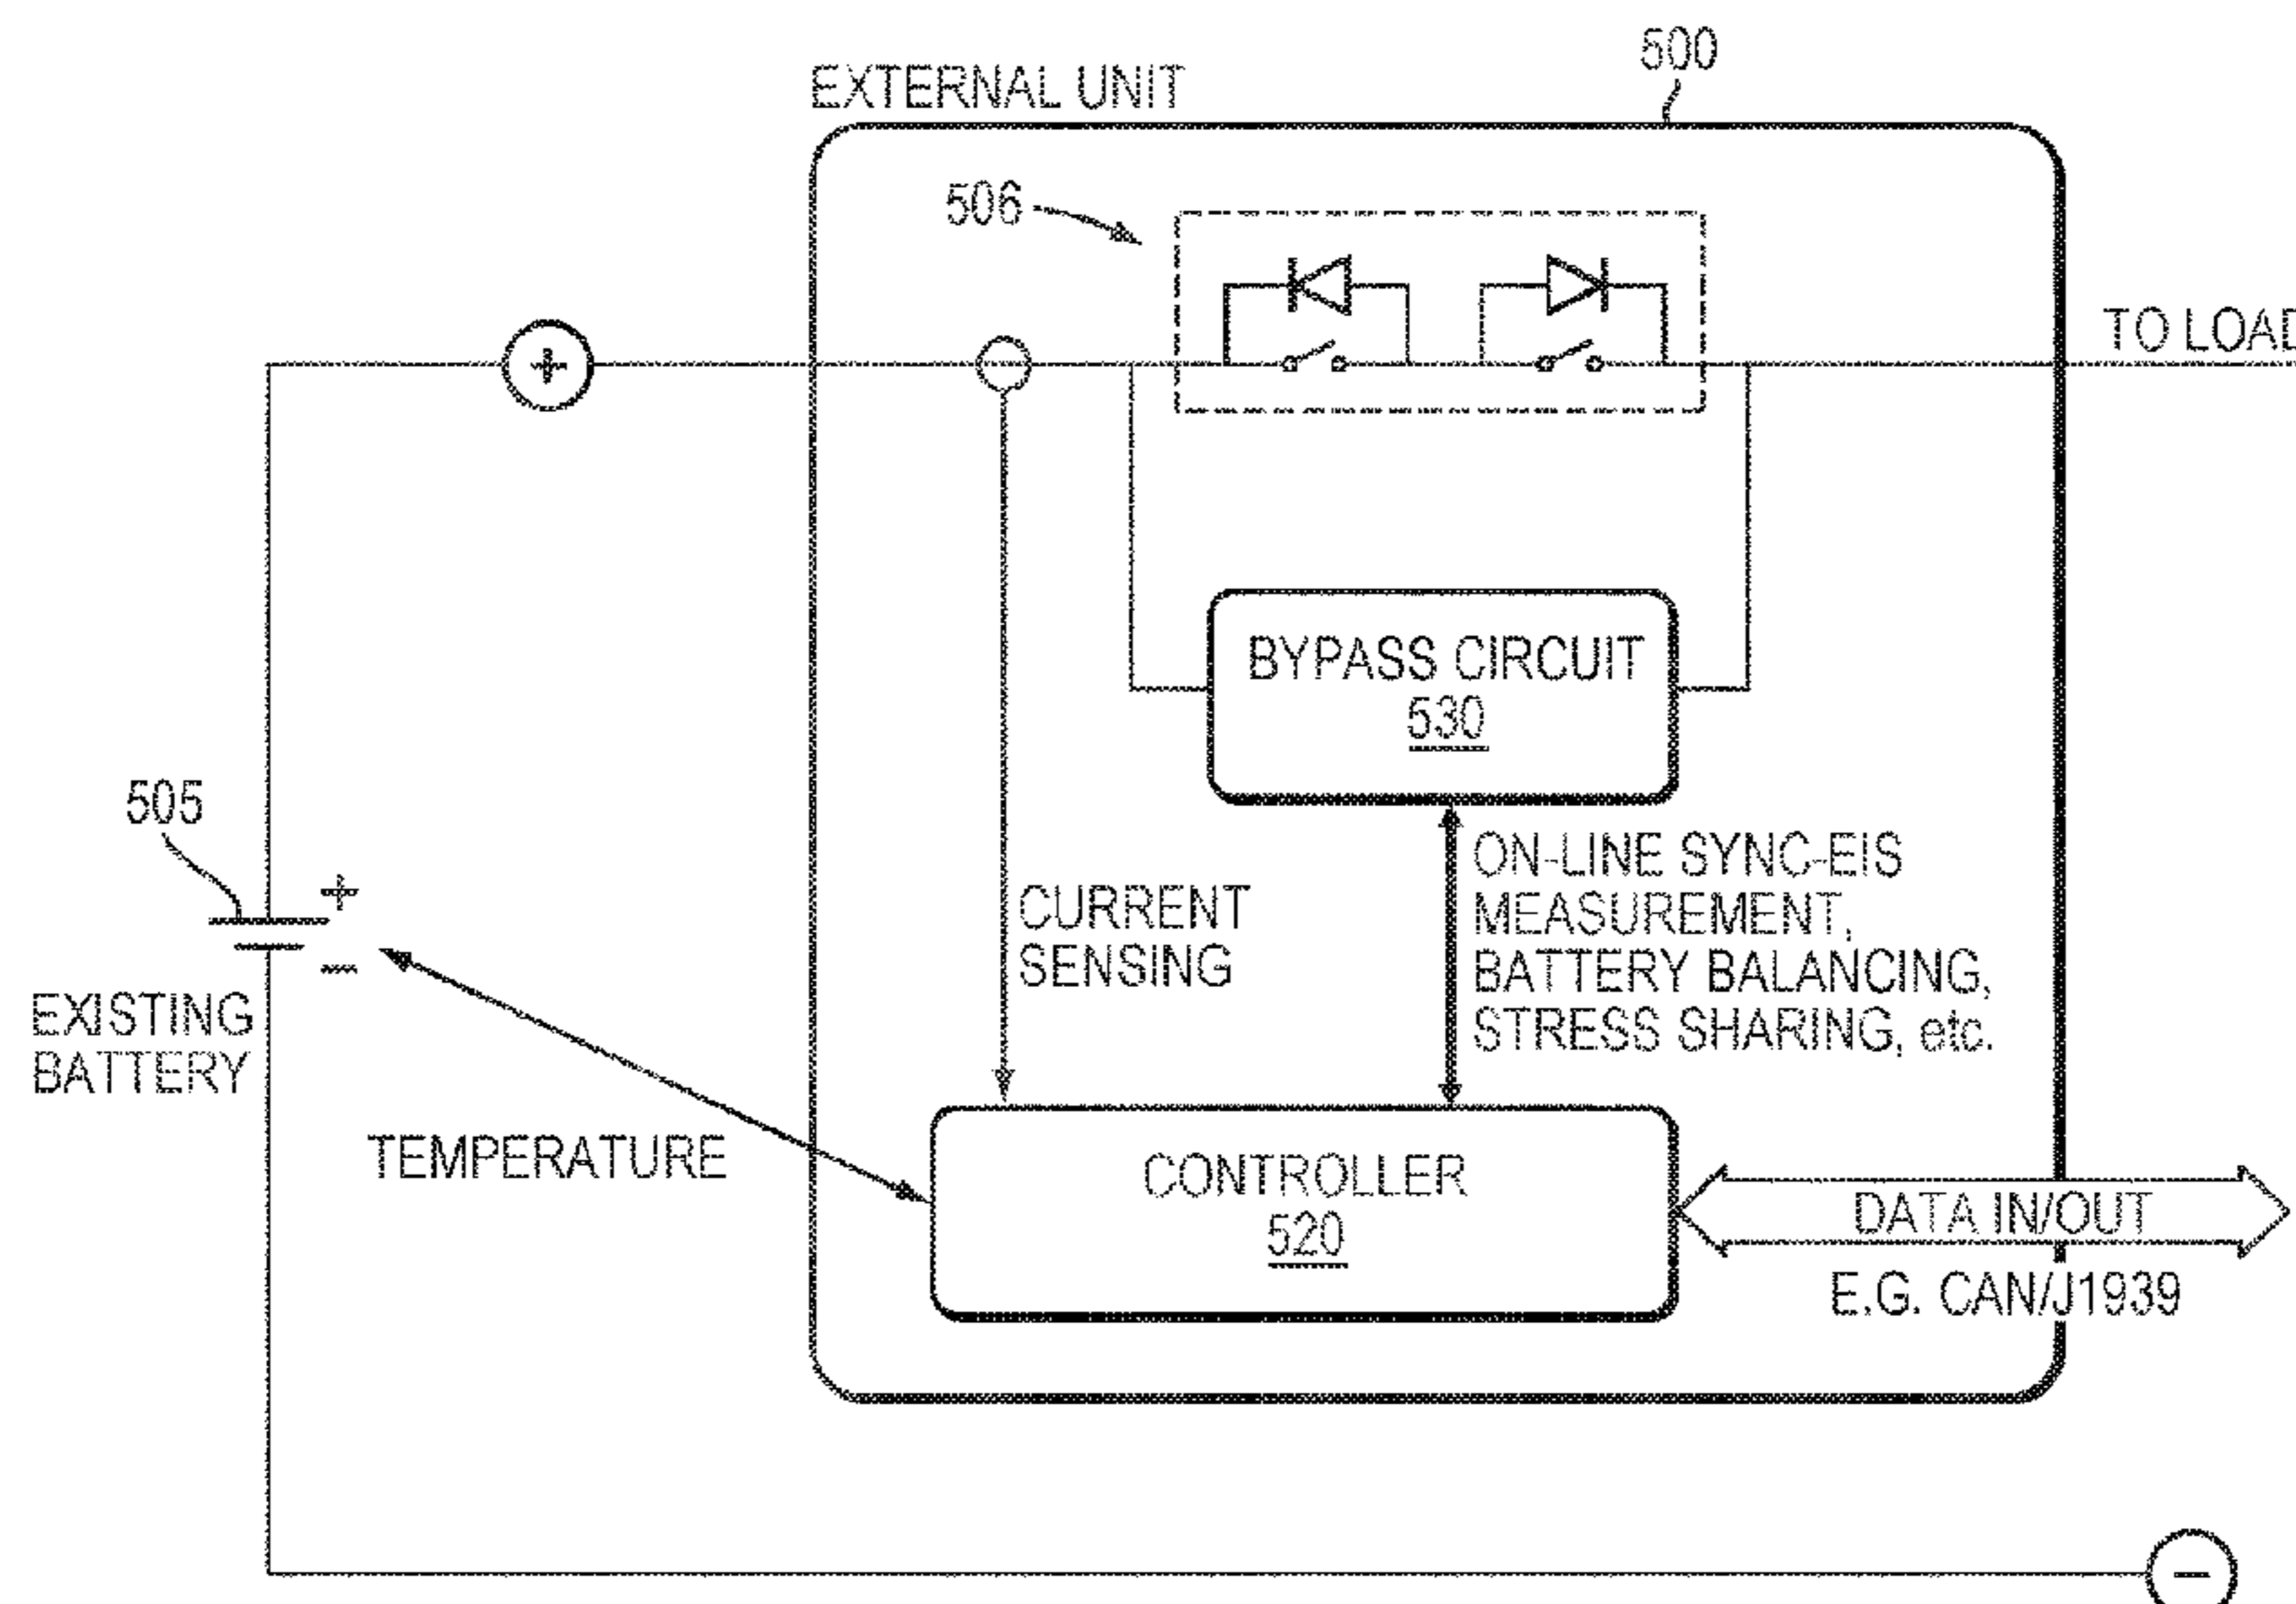 500
EXTERNAL UNIT
506
+
TO LOAD
BYPASS CIRCUIT
530
505
+
-
EXISTING
BATTERY
CURRENT
SENSING
ON-LINE SYNC-EIS
MEASUREMENT,
BATTERY BALANCING,
STRESS SHARING, etc.
TEMPERATURE
CONTROLLER
520
DATA IN/OUT
E.G. CAN/J1939
-